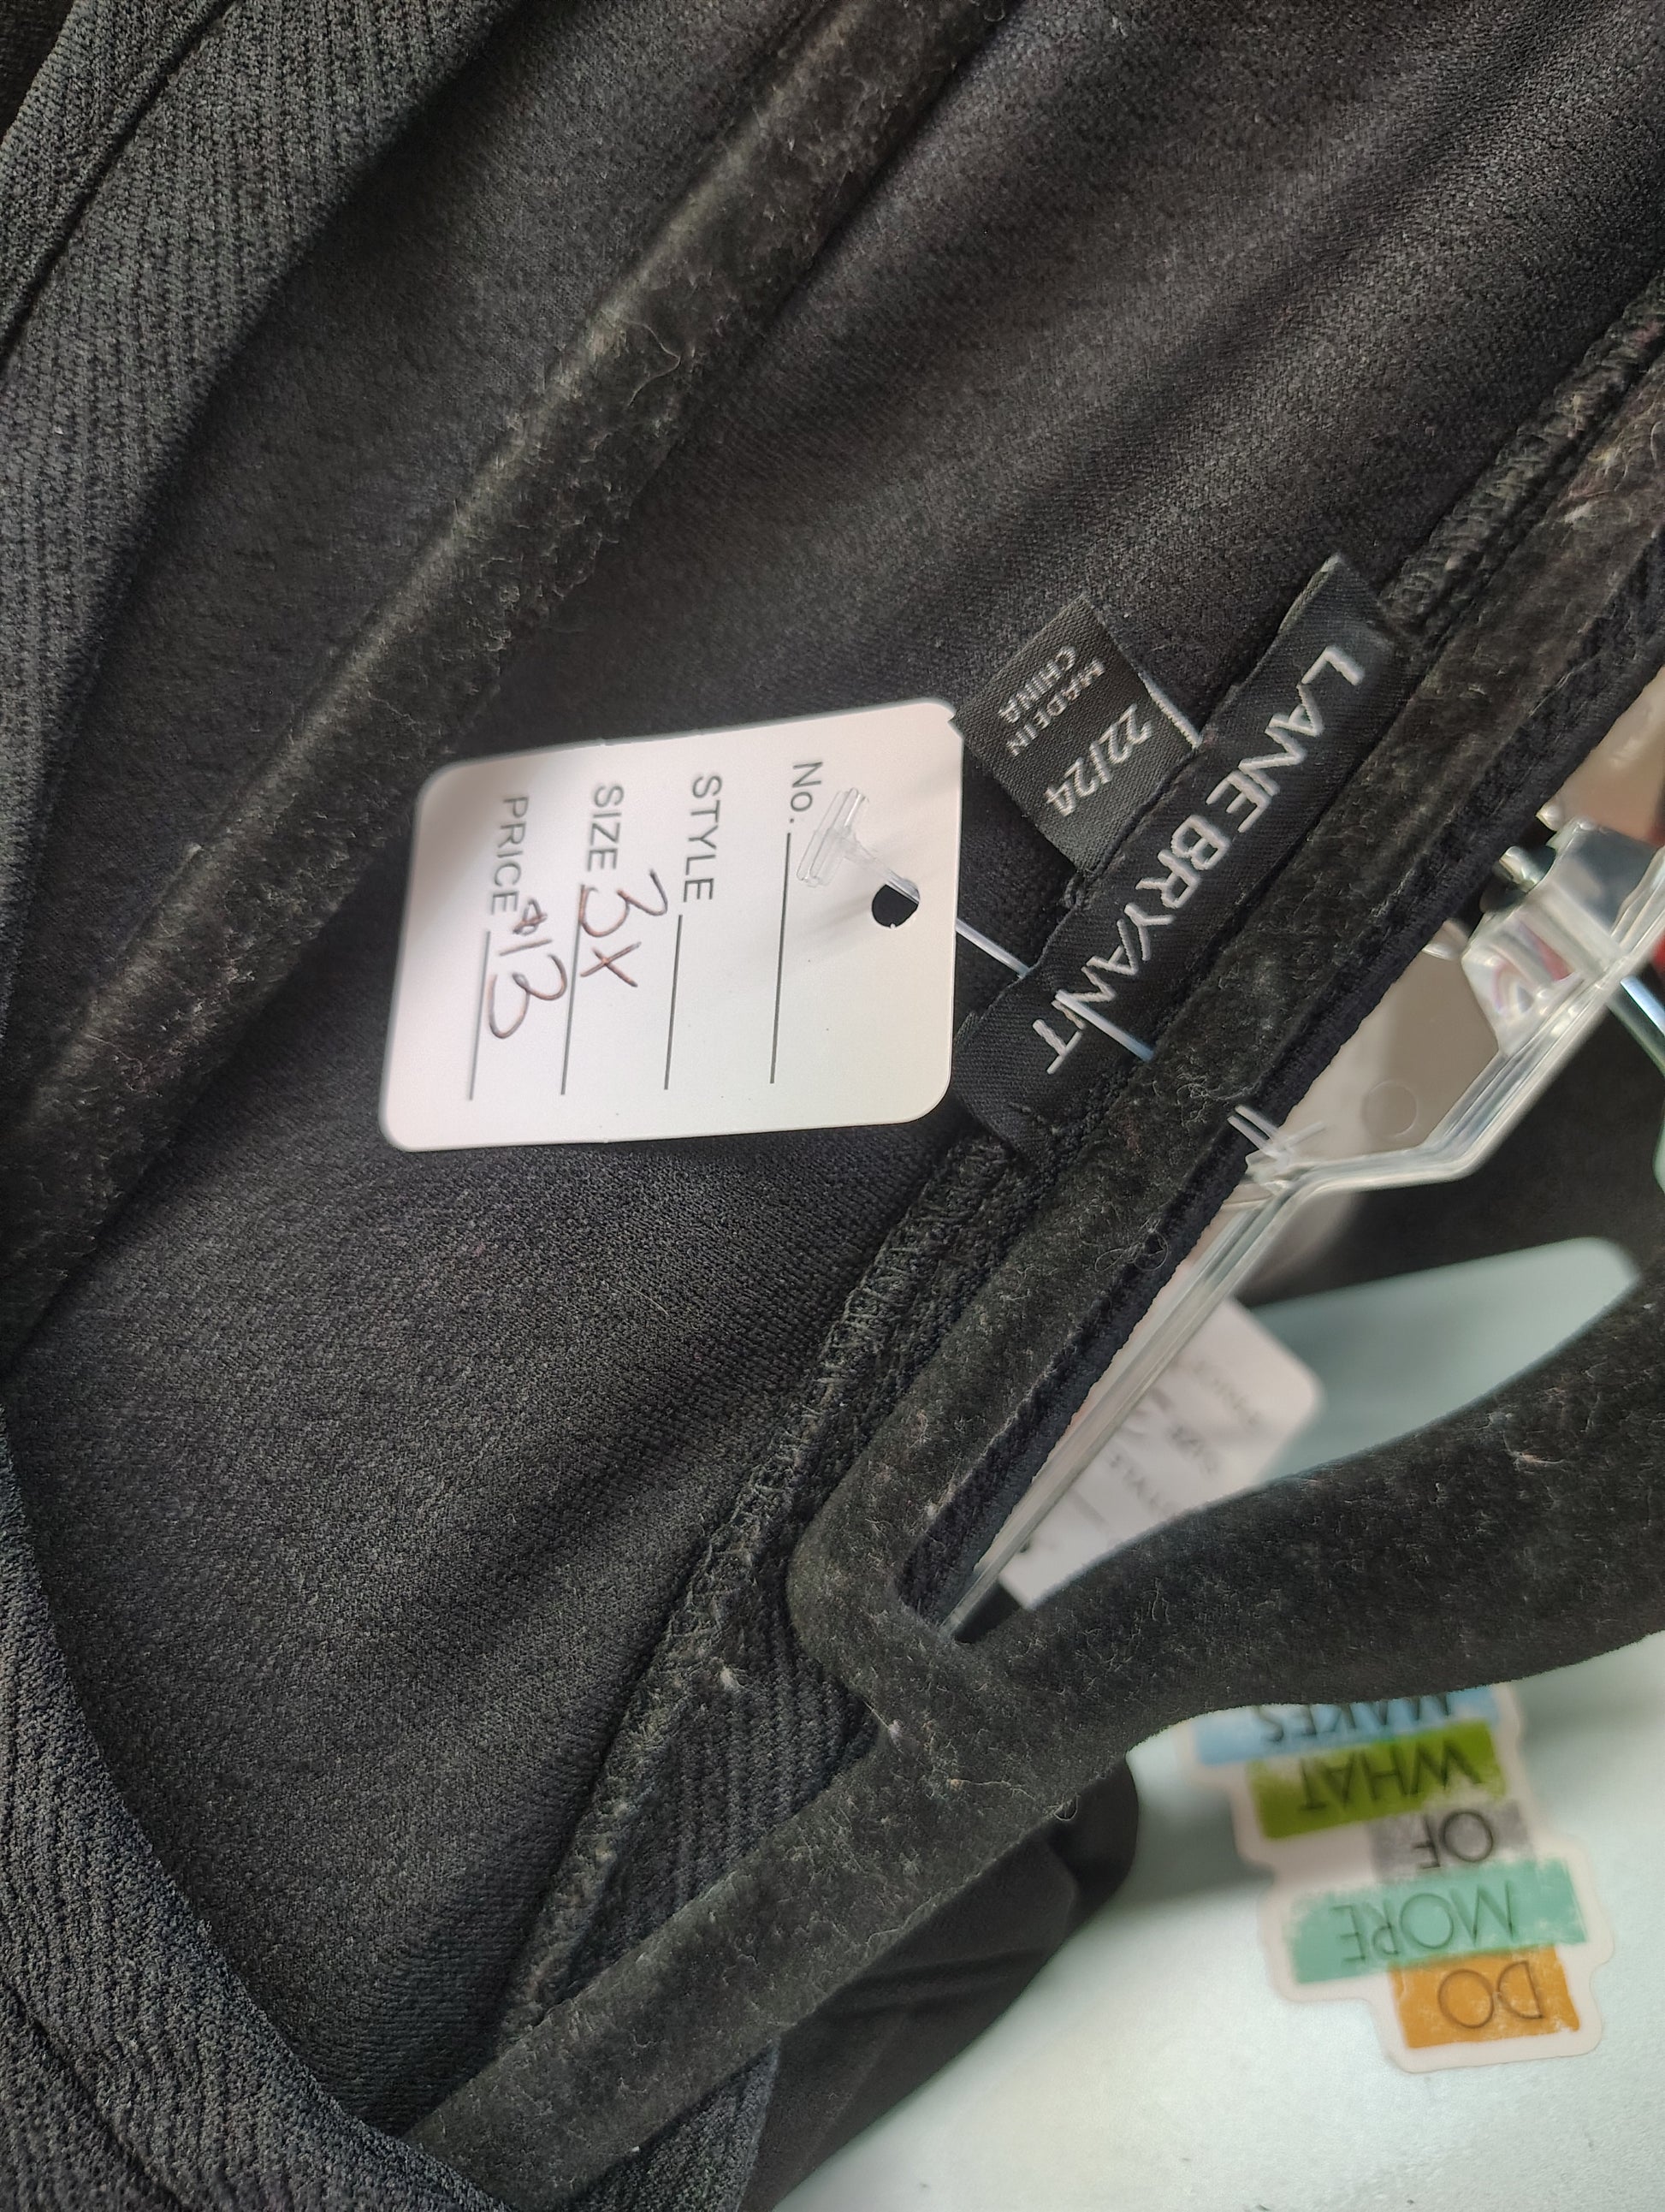 LANE BRYANT
22/24
MADE IN
CHINA
No.
STYLE
SIZE 3X
PRICE $13
DO
MORE
OF
WHAT
MAKES